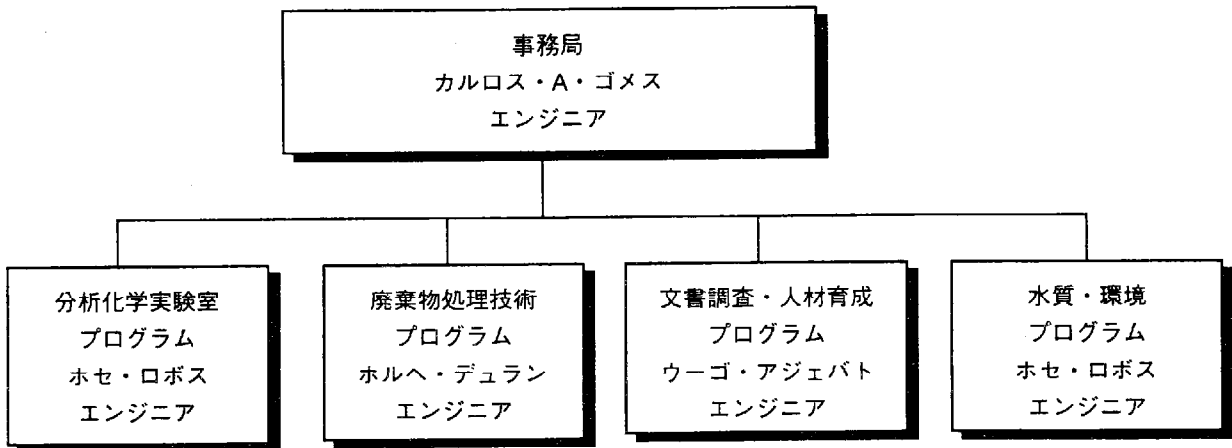 事務局
カルロス・A・ゴメス
エンジニア
分析化学実験室
プログラム
ホセ・ロボス
エンジニア
廃棄物処理技術
プログラム
ホルヘ・デュラン
エンジニア
文書調査・人材育成
プログラム
ウーゴ・アジェバト
エンジニア
水質・環境
プログラム
ホセ・ロボス
エンジニア